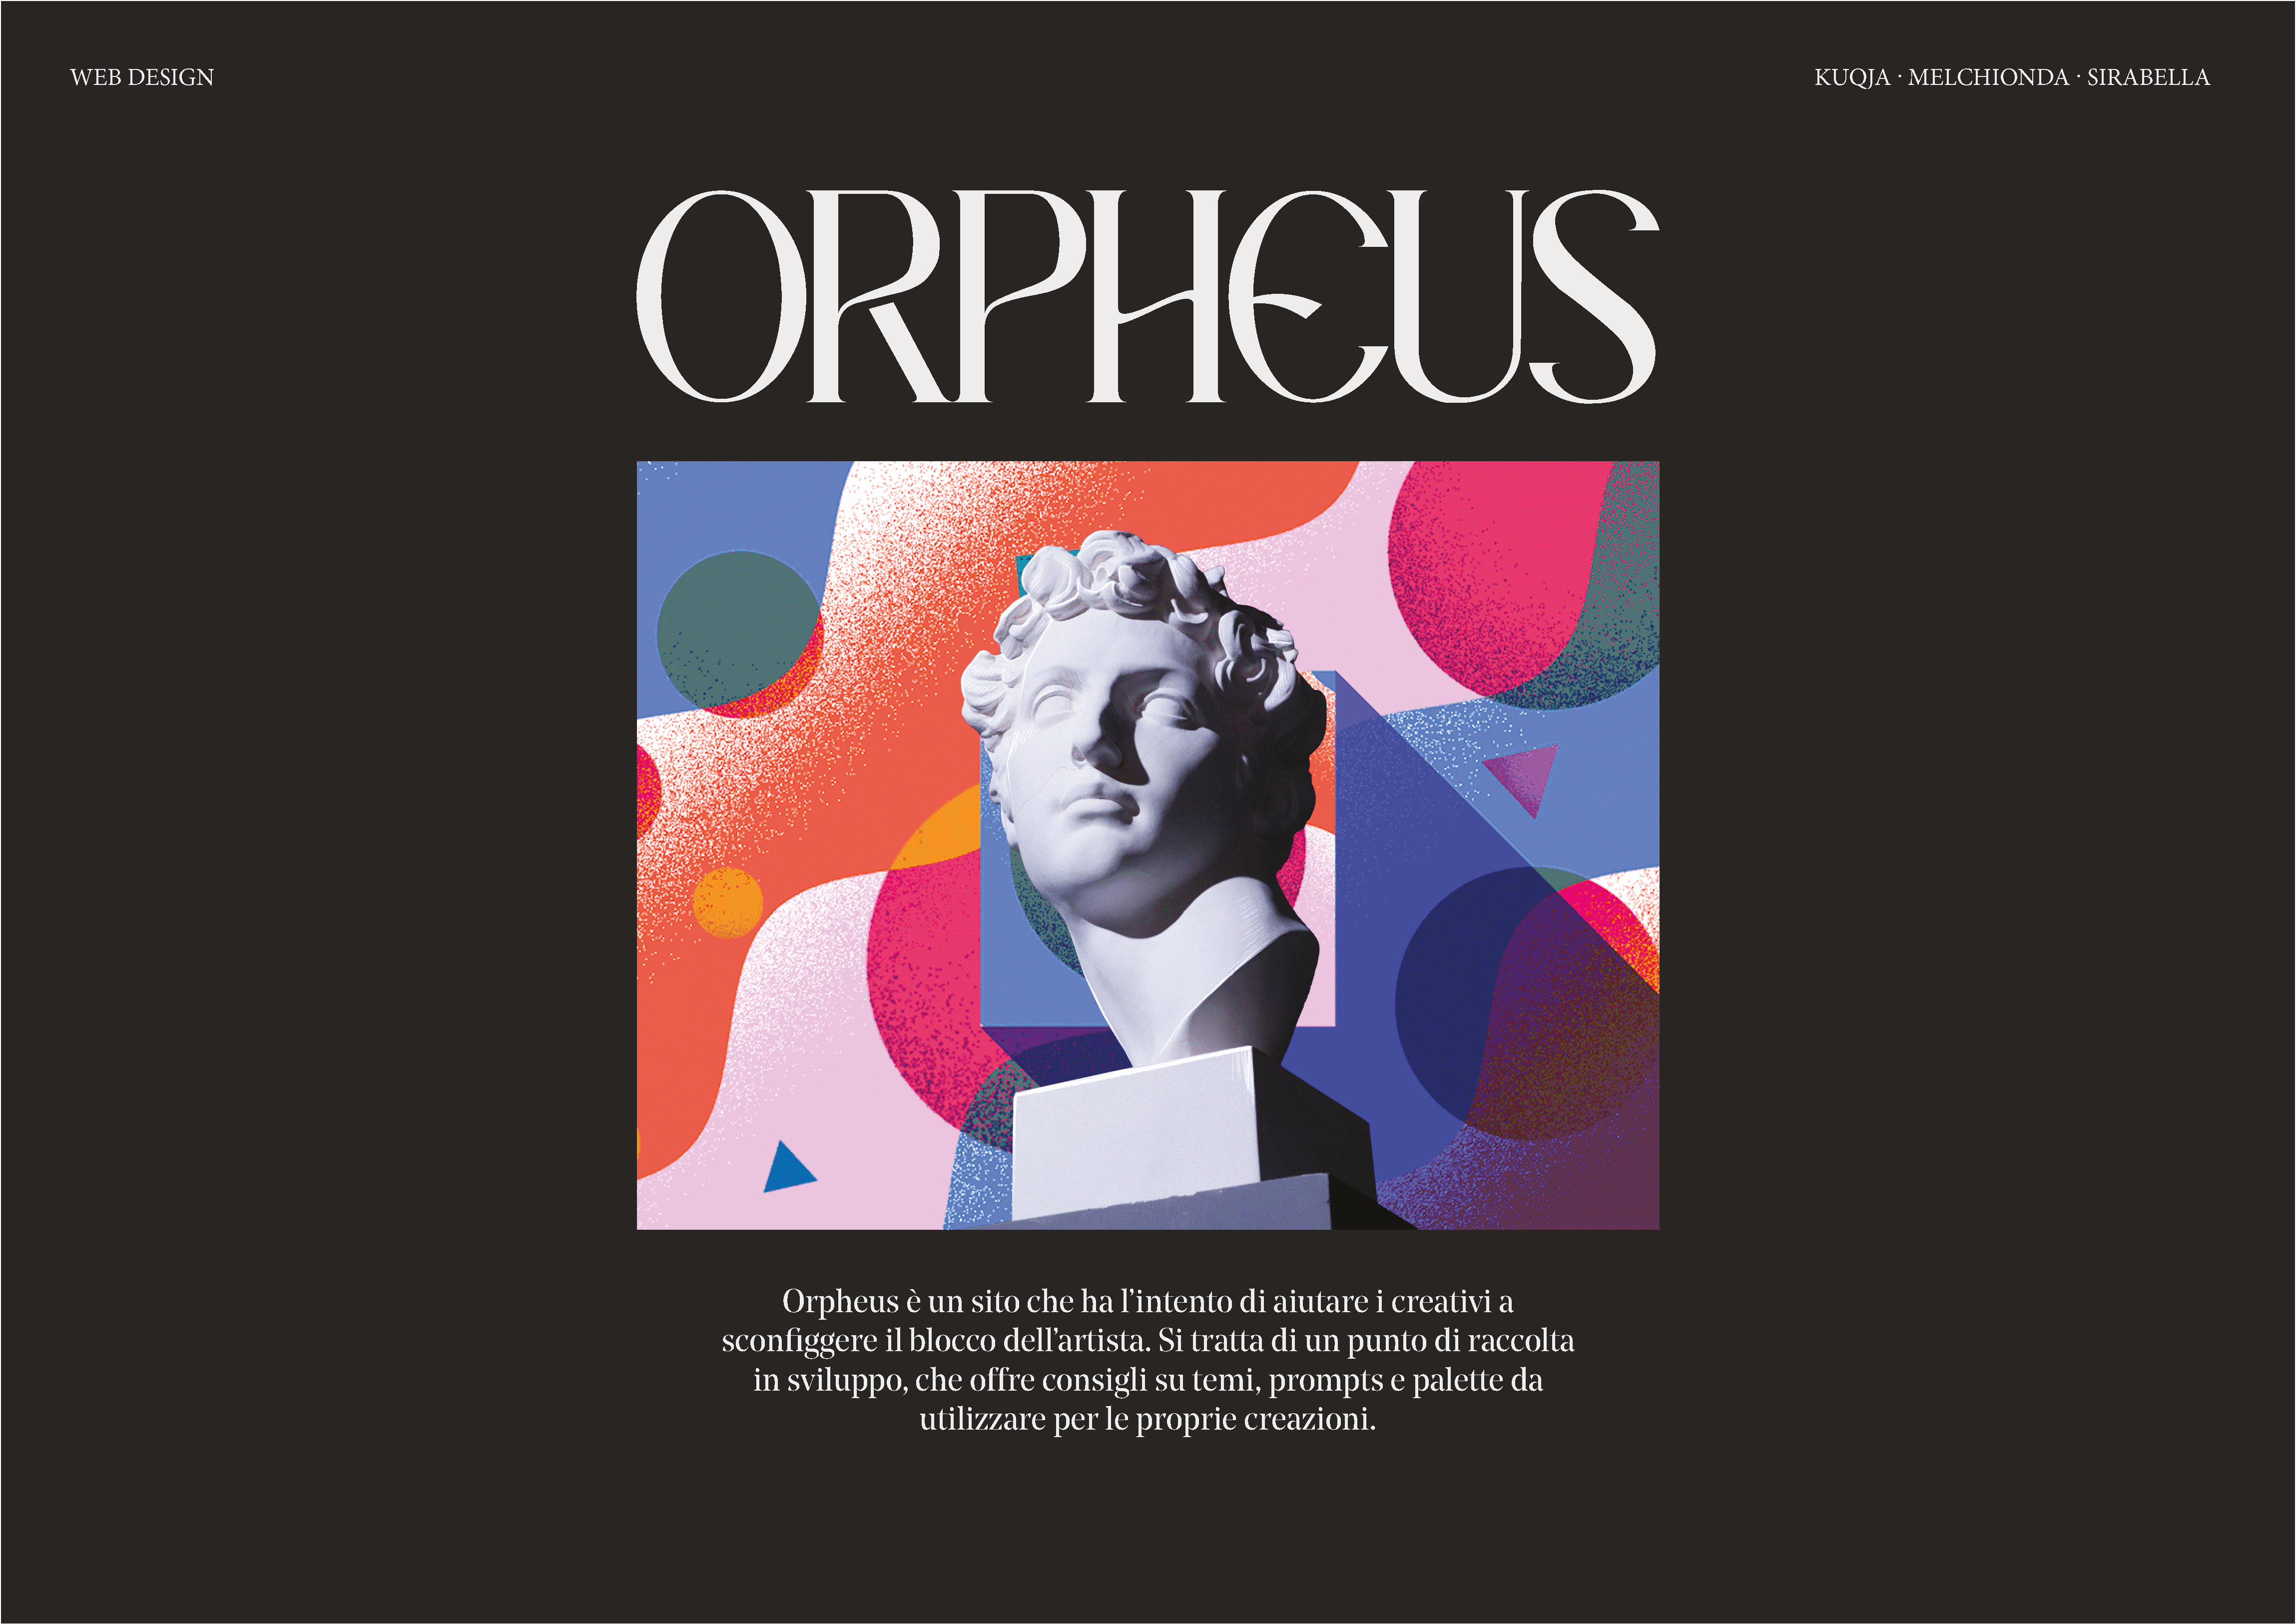 WEB DESIGN
KUQJA · MELCHIONDA · SIRABELLA
ORPHEUS
Orpheus è un sito che ha l’intento di aiutare i creativi a
sconfiggere il blocco dell’artista. Si tratta di un punto di raccolta
in sviluppo, che offre consigli su temi, prompts e palette da
utilizzare per le proprie creazioni.